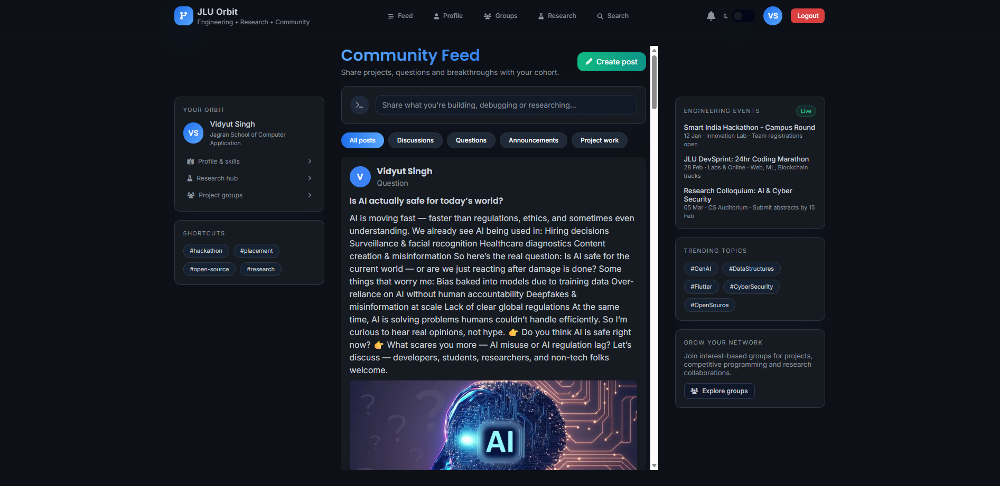 JLU Orbit
Engineering • Research • Community
Feed
Profile
Groups
Research
Search
VS
Logout
YOUR ORBIT
VS
Vidyut Singh
Jagran School of Computer
Application
Profile & skills
Research hub
Project groups
SHORTCUTS
#hackathon
#placement
#open-source
#research
Community Feed
Share projects, questions and breakthroughs with your cohort.
Create post
Share what you're building, debugging or researching...
All posts
Discussions
Questions
Announcements
Project work
V
Vidyut Singh
Question
Is AI actually safe for today’s world?
AI is moving fast — faster than regulations, ethics, and sometimes even
understanding. We already see AI being used in: Hiring decisions
Surveillance & facial recognition Healthcare diagnostics Content
creation & misinformation So here’s the real question: Is AI safe for the
current world — or are we just reacting after damage is done? Some
things that worry me: Bias baked into models due to training data Over-
reliance on AI without human accountability Deepfakes &
misinformation at scale Lack of clear global regulations At the same
time, AI is solving problems humans couldn’t handle efficiently. So I’m
curious to hear real opinions, not hype. 👉 Do you think AI is safe right
now? 👉 What scares you more — AI misuse or AI regulation lag? Let’s
discuss — developers, students, researchers, and non-tech folks
welcome.
AI
ENGINEERING EVENTS
Live
Smart India Hackathon - Campus Round
12 Jan · Innovation Lab · Team registrations
open
JLU DevSprint: 24hr Coding Marathon
28 Feb · Labs & Online · Web, ML, Blockchain
tracks
Research Colloquium: AI & Cyber
Security
05 Mar · CS Auditorium · Submit abstracts by 15
Feb
TRENDING TOPICS
#GenAI
#DataStructures
#Flutter
#CyberSecurity
#OpenSource
GROW YOUR NETWORK
Join interest-based groups for projects,
competitive programming and research
collaborations.
Explore groups